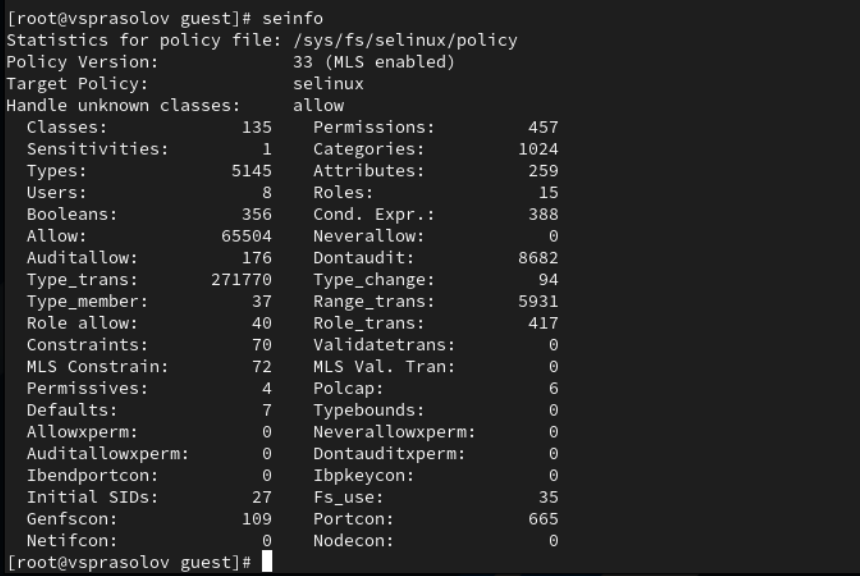 [root@vsprasolov guest]# seinfo
Statistics for policy file: /sys/fs/selinux/policy
Policy Version:             33 (MLS enabled)
Target Policy:              selinux
Handle unknown classes:     allow
  Classes:             135    Permissions:         457
  Sensitivities:         1    Categories:         1024
  Types:              5145    Attributes:          259
  Users:                 8    Roles:                15
  Booleans:            356    Cond. Expr.:         388
  Allow:             65504    Neverallow:            0
  Auditallow:          176    Dontaudit:          8682
  Type_trans:       271770    Type_change:          94
  Type_member:          37    Range_trans:        5931
  Role allow:           40    Role_trans:          417
  Constraints:          70    Validatetrans:         0
  MLS Constrain:        72    MLS Val. Tran:         0
  Permissives:           4    Polcap:                6
  Defaults:              7    Typebounds:            0
  Allowxperm:            0    Neverallowxperm:       0
  Auditallowxperm:       0    Dontauditxperm:        0
  Ibendportcon:          0    Ibpkeycon:             0
  Initial SIDs:         27    Fs_use:               35
  Genfscon:            109    Portcon:             665
  Netifcon:              0    Nodecon:               0
[root@vsprasolov guest]#